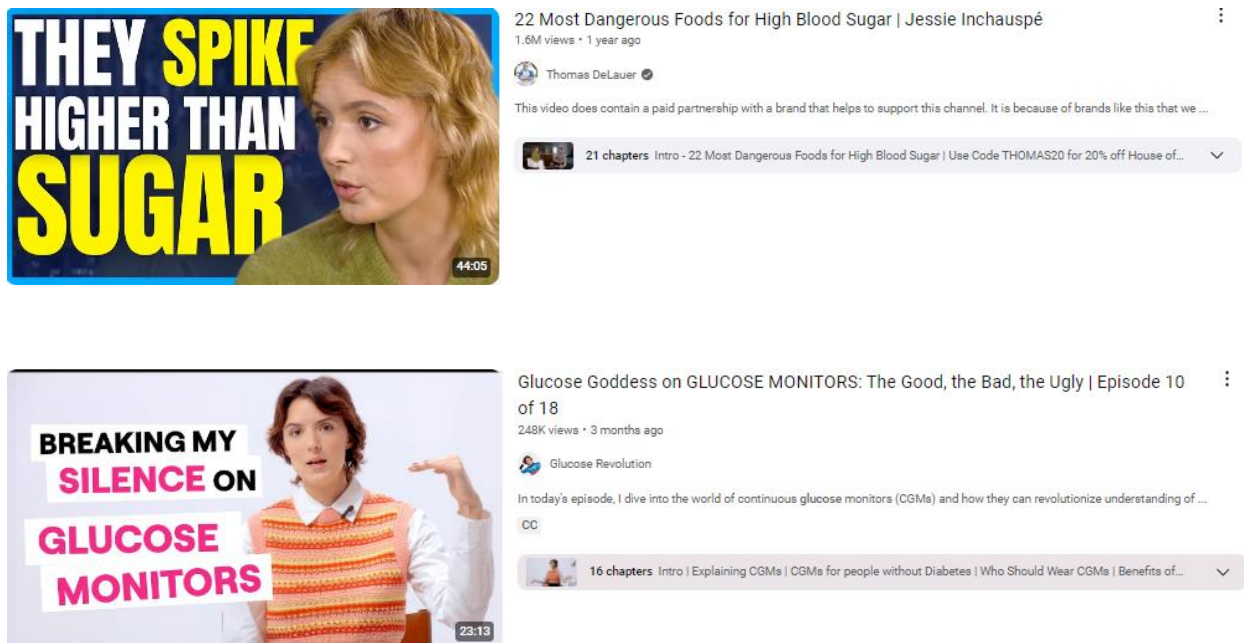 THEY SPIKE
HIGHER THAN
SUGAR
44:05
22 Most Dangerous Foods for High Blood Sugar | Jessie Inchauspé
1.6M views • 1 year ago
Thomas DeLauer
This video does contain a paid partnership with a brand that helps to support this channel. It is because of brands like this that we ...
21 chapters Intro - 22 Most Dangerous Foods for High Blood Sugar | Use Code THOMAS20 for 20% off House of...
BREAKING MY
SILENCE ON
GLUCOSE
MONITORS
23:13
Glucose Goddess on GLUCOSE MONITORS: The Good, the Bad, the Ugly | Episode 10
of 18
248K views • 3 months ago
Glucose Revolution
In today's episode, I dive into the world of continuous glucose monitors (CGMs) and how they can revolutionize understanding of ...
CC
16 chapters Intro | Explaining CGMs | CGMs for people without Diabetes | Who Should Wear CGMs | Benefits of...